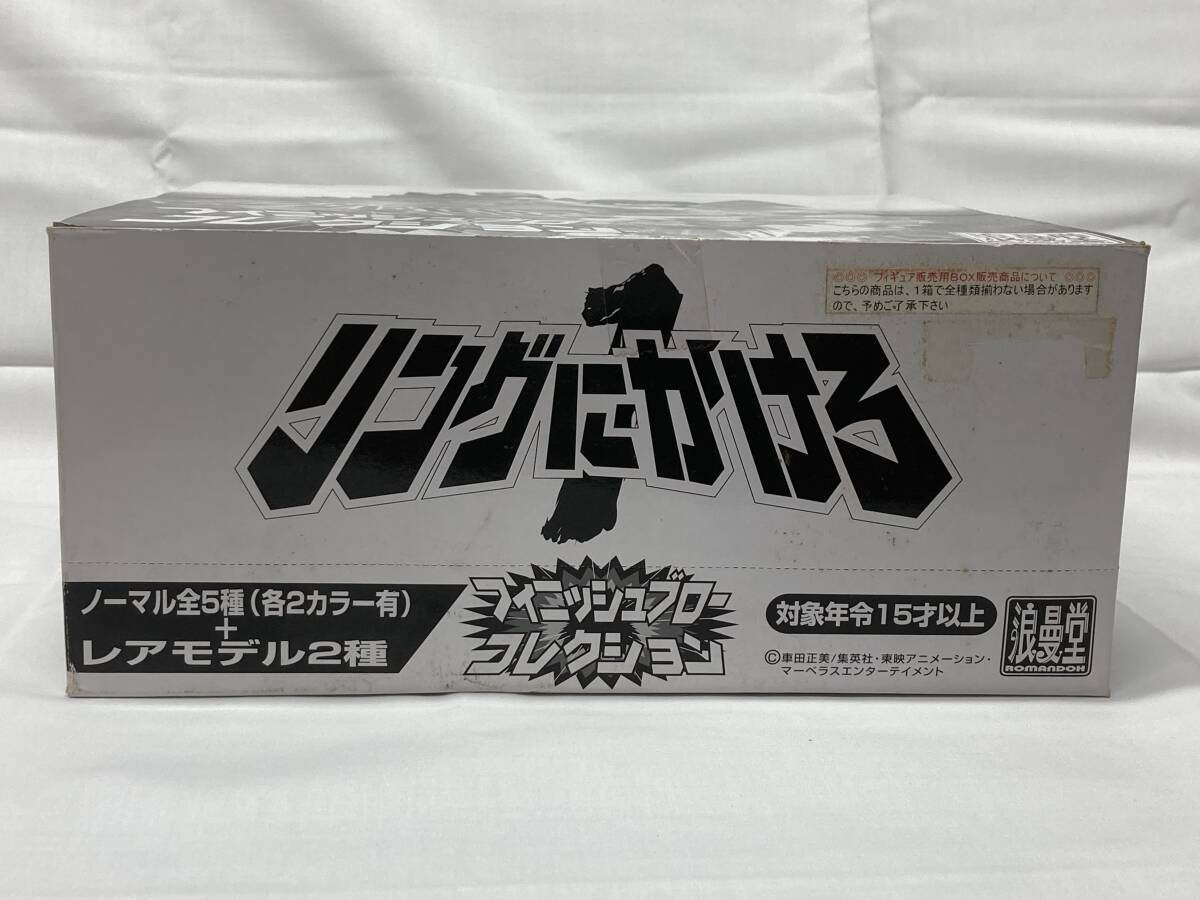 ◎◎◎ フィギュア販売用BOX販売商品について ◎◎◎
こちらの商品は、1箱で全種類揃わない場合があります
ので、予めご了承下さい
リングにかけろ
1
ノーマル全5種(各2カラー有)
+
レアモデル2種
フィニッシュブロー
コレクション
対象年令15才以上
©車田正美/集英社・東映アニメーション・
マーベラスエンターテイメント
浪曼堂
ROMANDOH